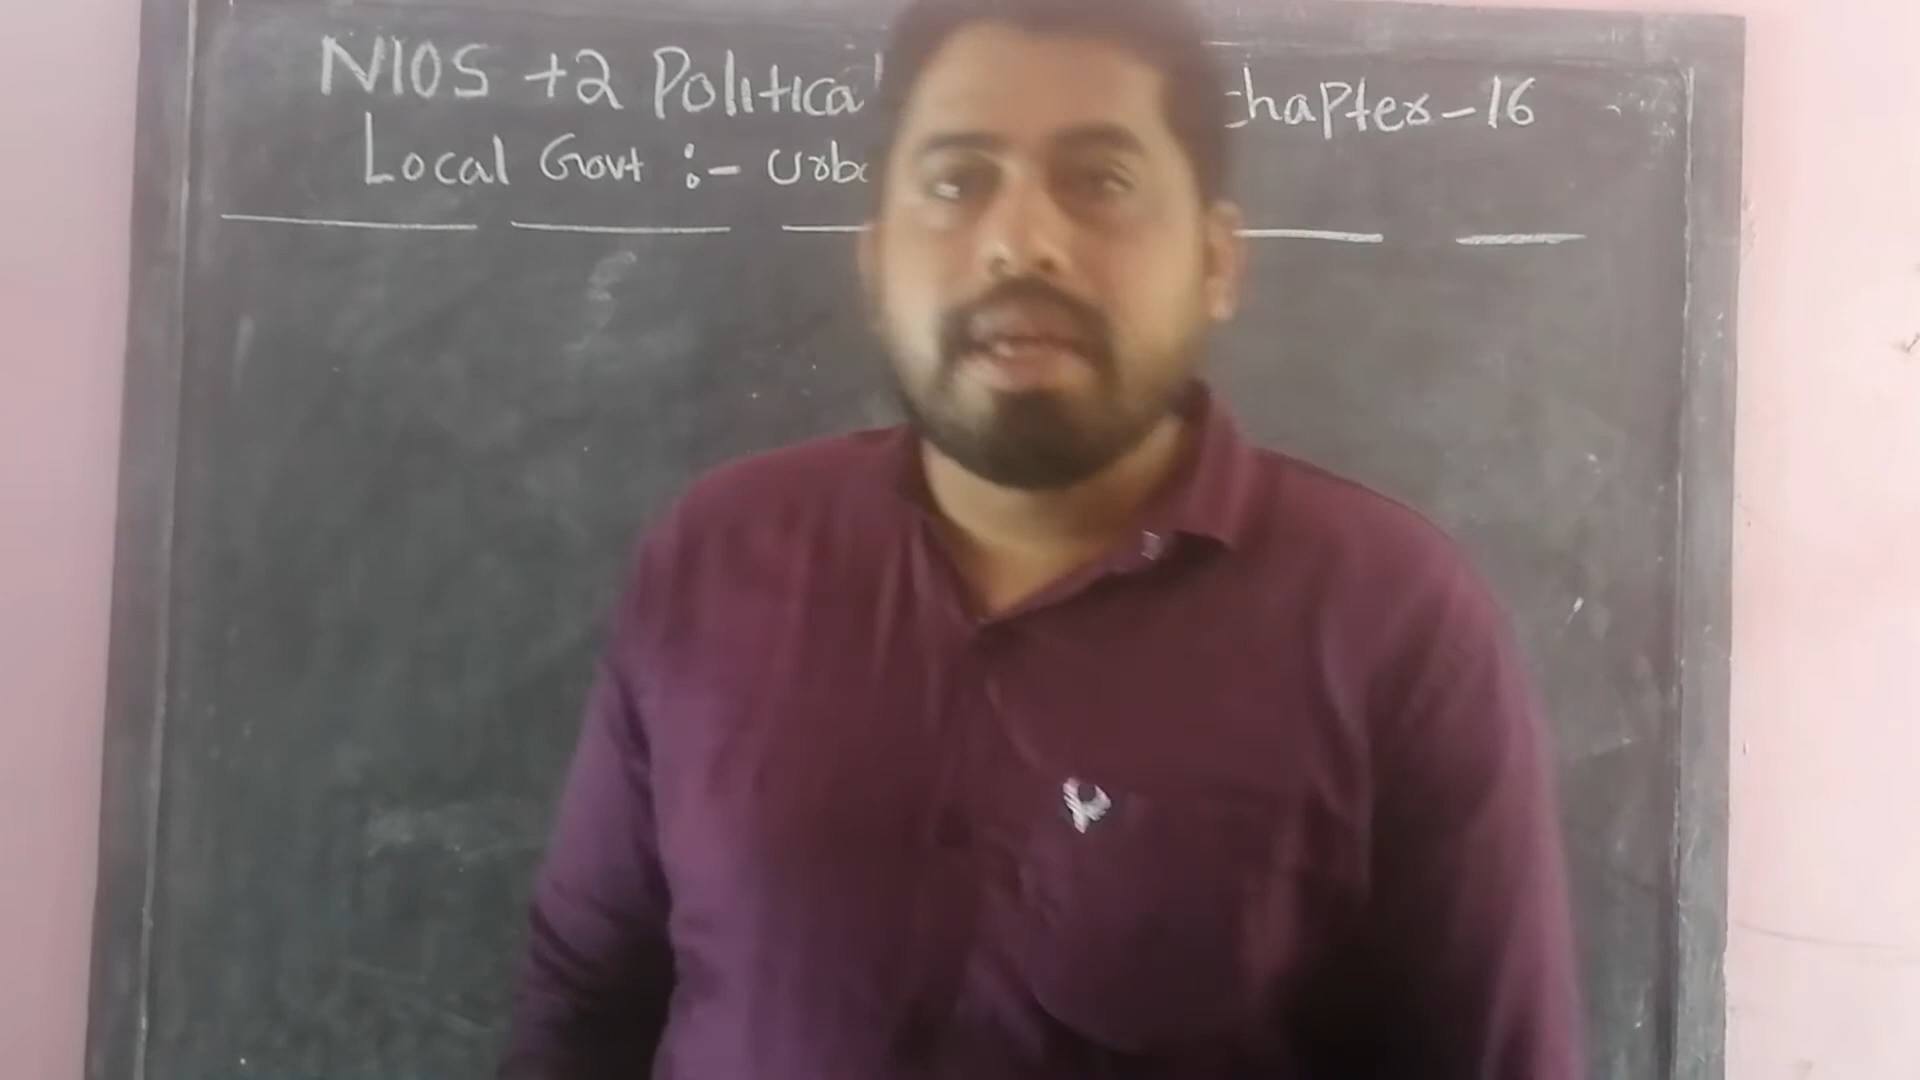 NIOS +2 Politica chapter-16
Local Govt :- Urba